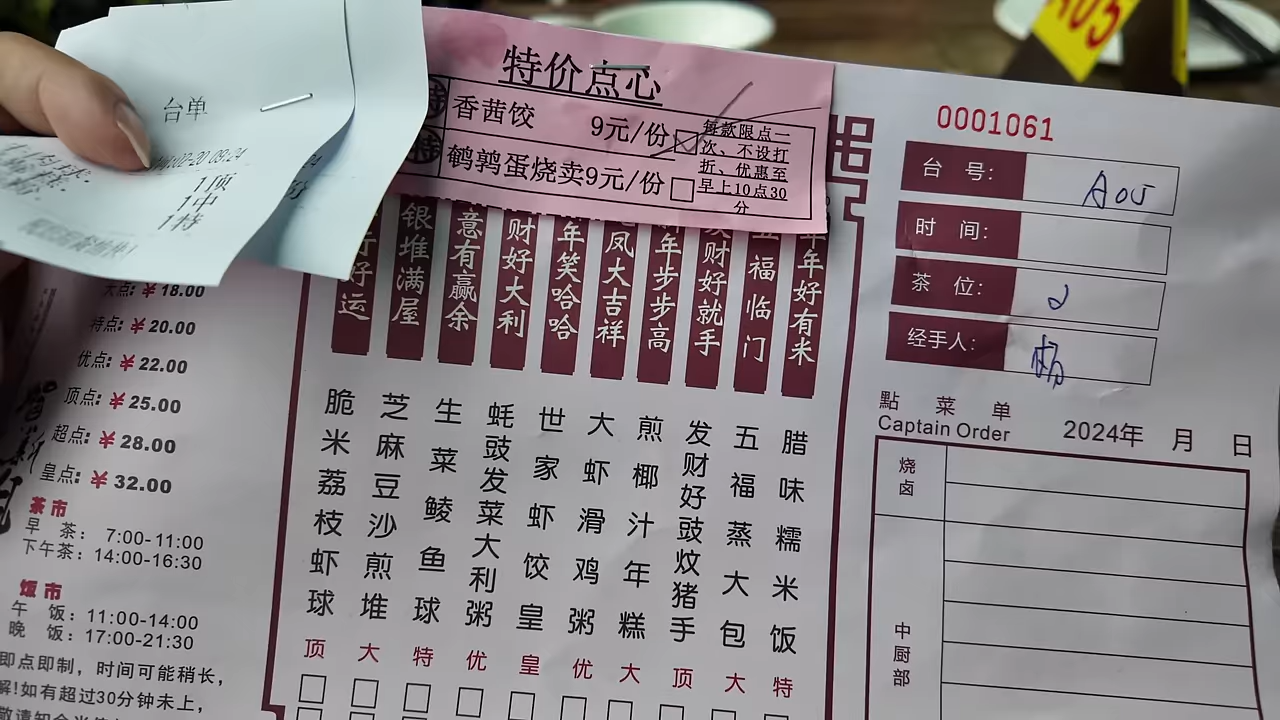 台单
09:24
1顶
1中
1特
特价点心
特 香茜饺 9元/份
特 鹌鹑蛋烧卖9元/份
每款限点一
次、不设打
折、优惠至
早上10点30
分
A05
0001061
台 号: A05
时 间:
茶 位: 2
经手人: 杨
點 菜 单
Captain Order 2024年 月 日
烧卤
中厨部
大点: ¥ 18.00
特点: ¥ 20.00
优点: ¥ 22.00
顶点: ¥ 25.00
超点: ¥ 28.00
皇点: ¥ 32.00
茶市
早 茶: 7:00-11:00
下午茶: 14:00-16:30
饭市
午 饭: 11:00-14:00
晚 饭: 17:00-21:30
即点即制，时间可能稍长，
解!如有超过30分钟未上，
好运
银堆满屋
意有赢余
财好大利
年笑哈哈
凤大吉祥
年步步高
发财好就手
五福临门
年年好有米
脆米荔枝虾球 顶
芝麻豆沙煎堆 大
生菜鲮鱼球 特
蚝豉发菜大利粥 优
世家虾饺皇 皇
大虾滑鸡粥 优
煎椰汁年糕 大
发财好豉炆猪手 顶
五福蒸大包 大
腊味糯米饭 特